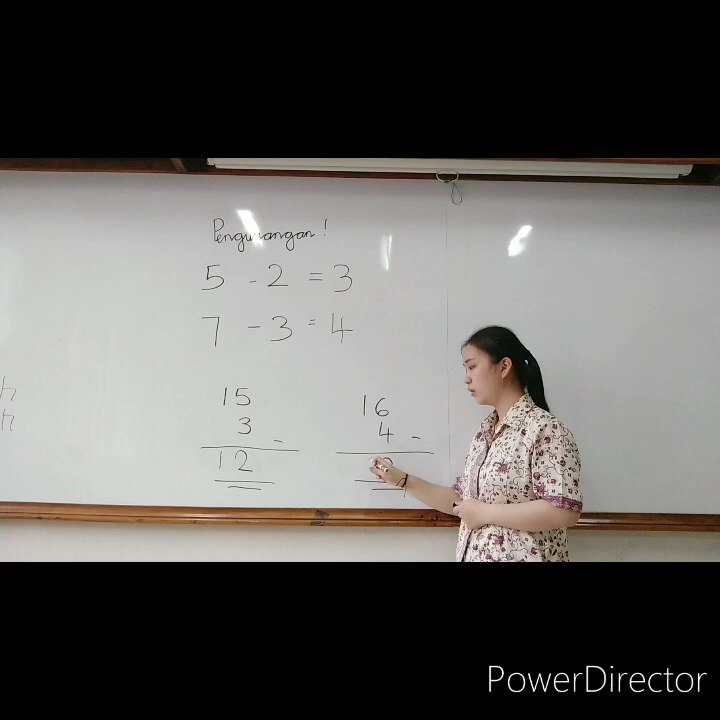 Pengurangan!
5 - 2 = 3
7 - 3 = 4
15
3 -
12
16
4 -
PowerDirector